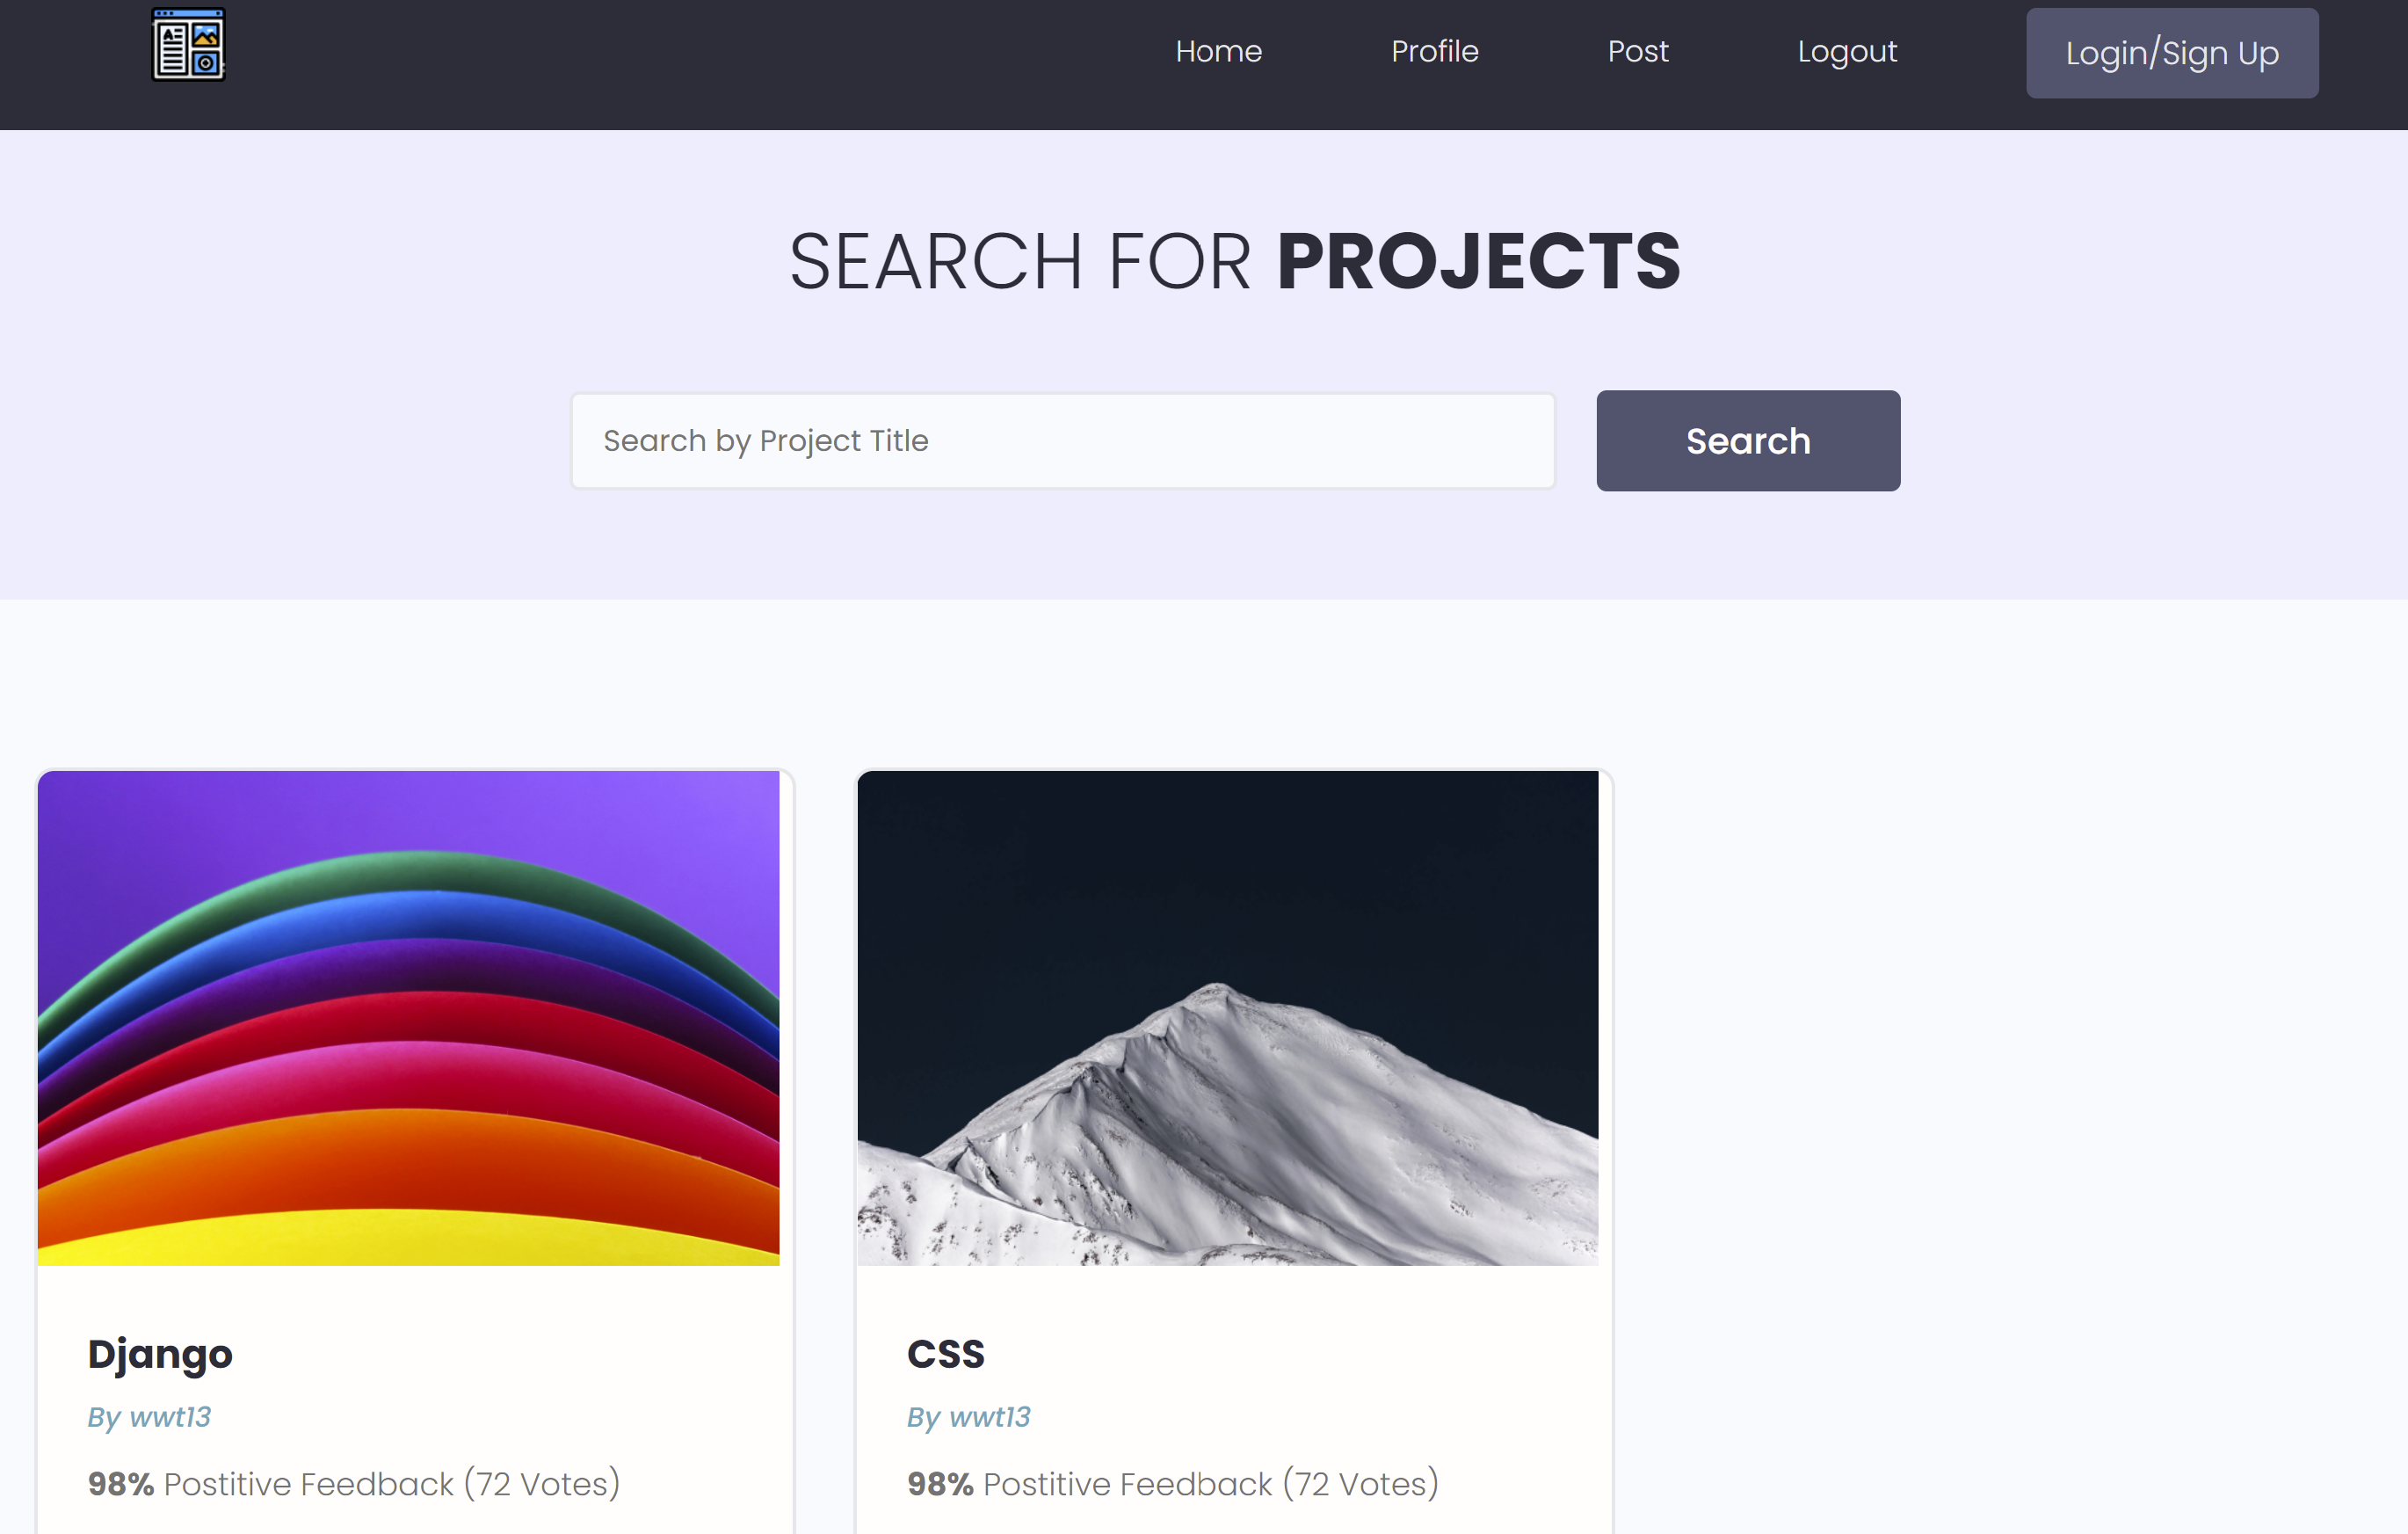 Home Profile Post Logout Login/Sign Up
SEARCH FOR PROJECTS
Search by Project Title Search
Django
By wwt13
98% Postitive Feedback (72 Votes)
CSS
By wwt13
98% Postitive Feedback (72 Votes)